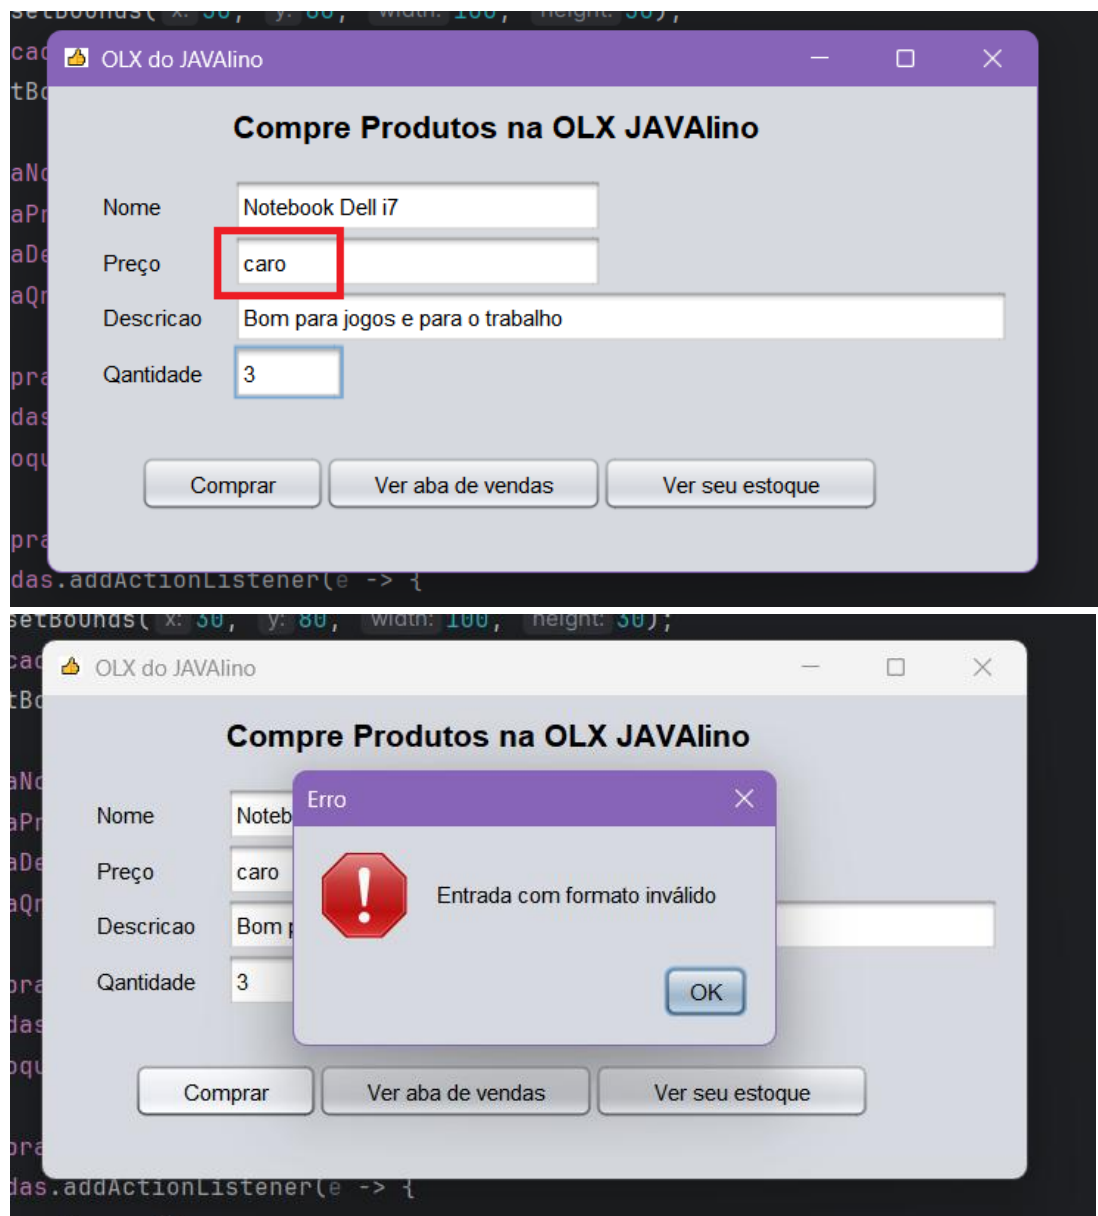 setBounds( x: 30, y: 80, width: 100, height: 30);
OLX do JAVAlino
Compre Produtos na OLX JAVAlino
Nome
Notebook Dell i7
Preço
caro
Descricao
Bom para jogos e para o trabalho
Qantidade
3
Comprar
Ver aba de vendas
Ver seu estoque
das.addActionListener(e -> {
setBounds( x: 30, y: 80, width: 100, height: 30);
OLX do JAVAlino
Compre Produtos na OLX JAVAlino
Erro
Nome
Noteb
Preço
caro
Entrada com formato inválido
Descricao
Bom p
Qantidade
3
OK
Comprar
Ver aba de vendas
Ver seu estoque
das.addActionListener(e -> {